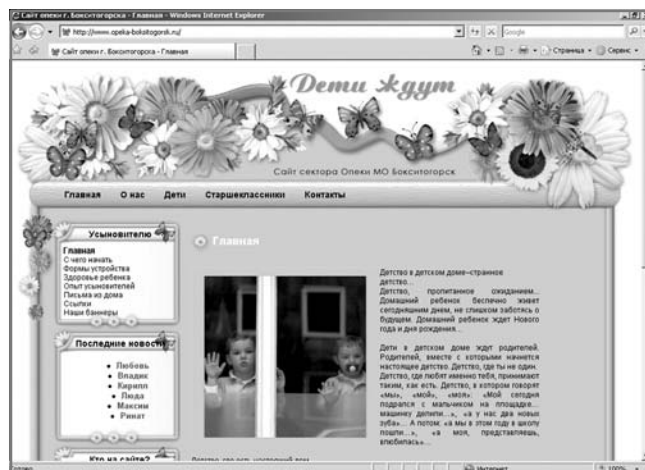 Сайт опеки г. Бокситогорска - Главная - Windows Internet Explorer
http://www.opeka-boksitogorsk.ru/
Google
Сайт опеки г. Бокситогорска - Главная
Страница
Сервис
Дети ждут
Сайт сектора Опеки МО Бокситогорск
Главная О нас Дети Старшеклассники Контакты
Усыновителю
Главная
С чего начать
Формы устройства
Здоровье ребенка
Опыт усыновителей
Письма из дома
Ссылки
Наши баннеры
Последние новости
Любовь
Владик
Кирилл
Люда
Максим
Ринат
Кто на сайте?
Главная
Детство в детском доме–странное
детство...
Детство, пропитанное ожиданием...
Домашний ребенок беспечно живет
сегодняшним днем, не слишком заботясь о
будущем. Домашний ребенок ждет Нового
года и дня рождения...
Дети в детском доме ждут родителей.
Родителей, вместе с которыми начнется
настоящее детство. Детство, где ты не один.
Детство, где любят именно тебя, принимают
таким, как есть. Детство, в котором говорят
«мы», «мой», «моя»: «Мой сегодня
подрался с мальчиком на площадке...
машинку делили...», «а у нас два новых
зуба»... А потом: «а мы в этом году в школу
пошли...», «а моя, представляешь,
влюбилась»...
Детство, где есть настоящий дом
Готово
Интернет
100%